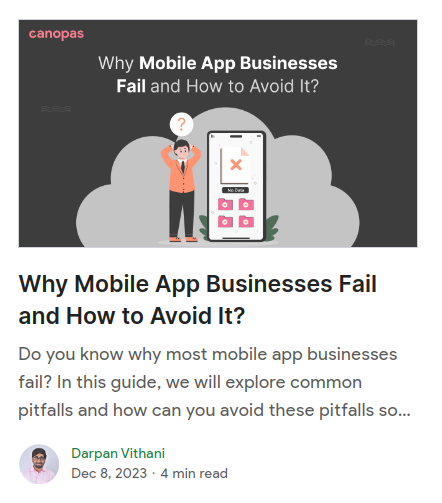 canopas
Why Mobile App Businesses
Fail and How to Avoid It?
?
No Data
Why Mobile App Businesses Fail
and How to Avoid It?
Do you know why most mobile app businesses
fail? In this guide, we will explore common
pitfalls and how can you avoid these pitfalls so...
Darpan Vithani
Dec 8, 2023 · 4 min read